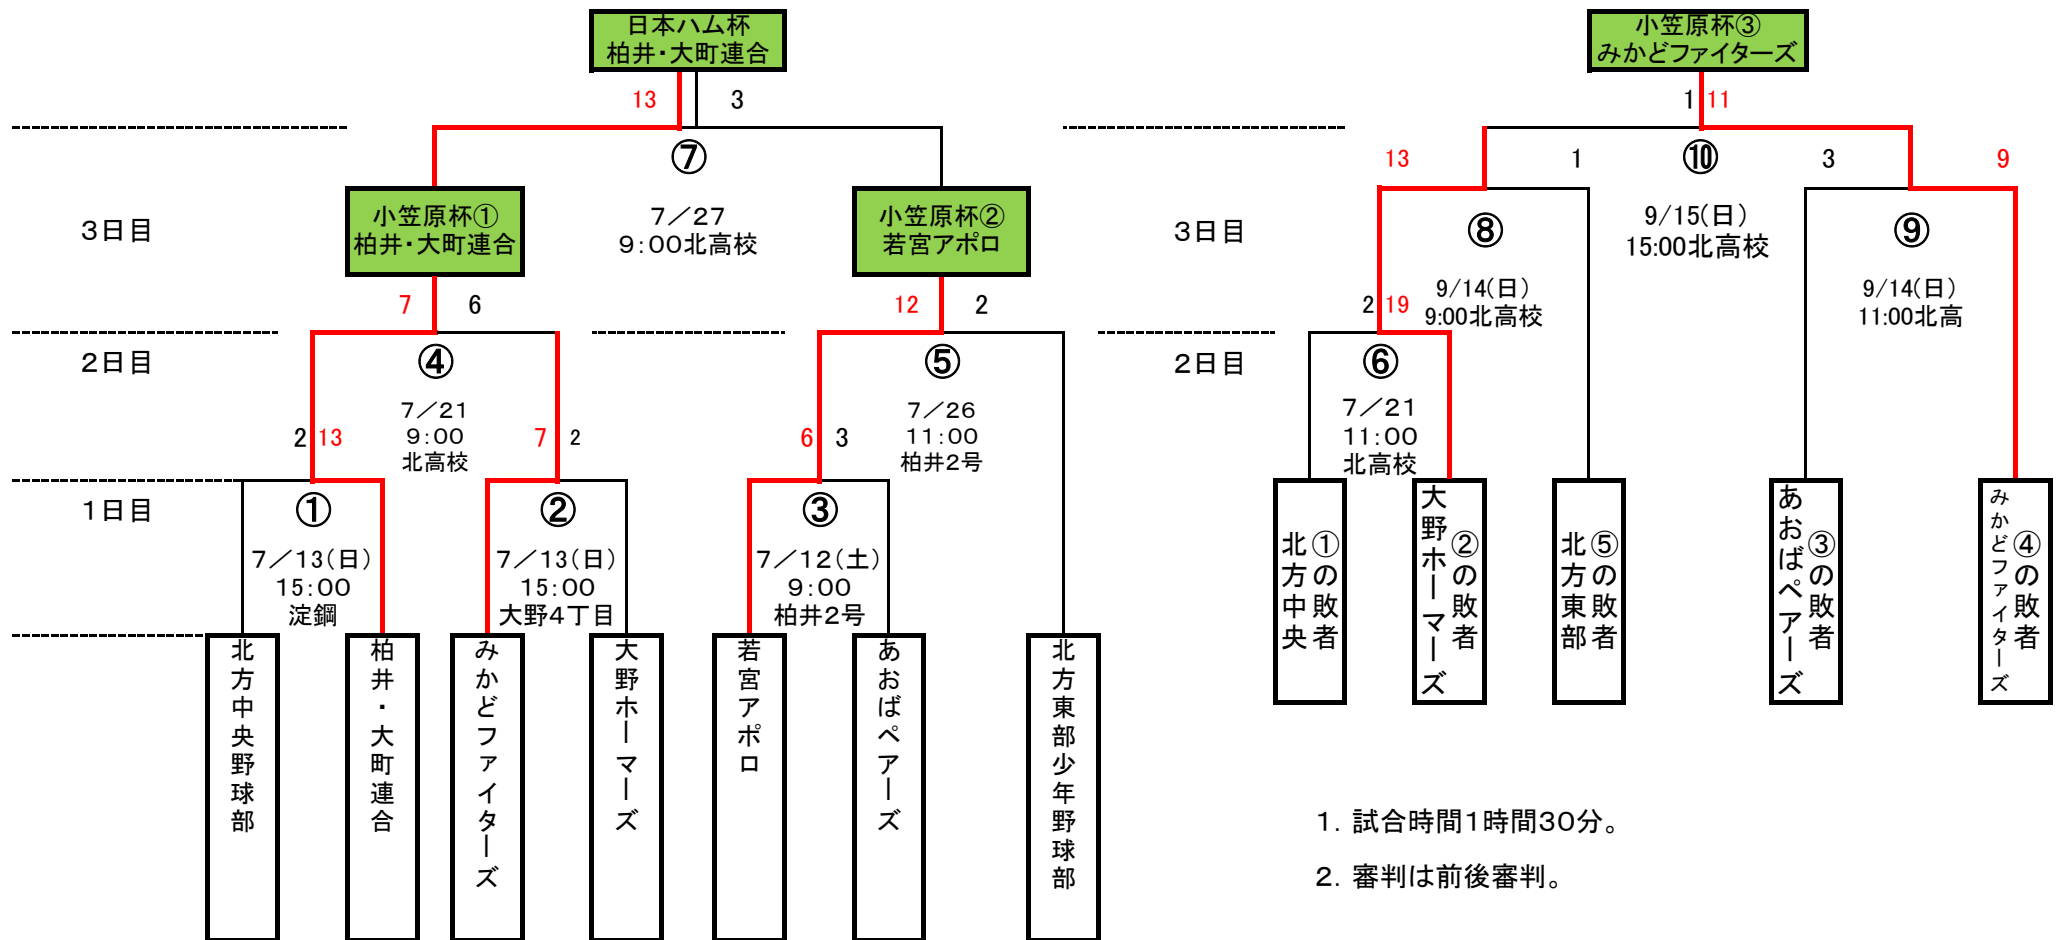 日本ハム杯
柏井・大町連合
小笠原杯③
みかどファイターズ
13
3
1
11
⑦
7／27
9:00北高校
13
1
⑩
3
9
9/15(日)
15:00北高校
3日目
小笠原杯①
柏井・大町連合
小笠原杯②
若宮アポロ
3日目
⑧
⑨
9/14(日)
9:00北高校
9/14(日)
11:00北高
7
6
12
2
2
19
2日目
④
⑤
2日目
⑥
7／21
9:00
北高校
7／26
11:00
柏井2号
7／21
11:00
北高校
2
13
7
2
6
3
1日目
①
②
③
7／13(日)
15:00
淀鋼
7／13(日)
15:00
大野4丁目
7／12(土)
9:00
柏井2号
①の敗者
北方中央
②の敗者
大野ホーマーズ
⑤の敗者
北方東部
③の敗者
あおばペアーズ
④の敗者
みかどファイターズ
北方中央野球部
柏井・大町連合
みかどファイターズ
大野ホーマーズ
若宮アポロ
あおばペアーズ
北方東部少年野球部
1. 試合時間1時間30分。
2. 審判は前後審判。